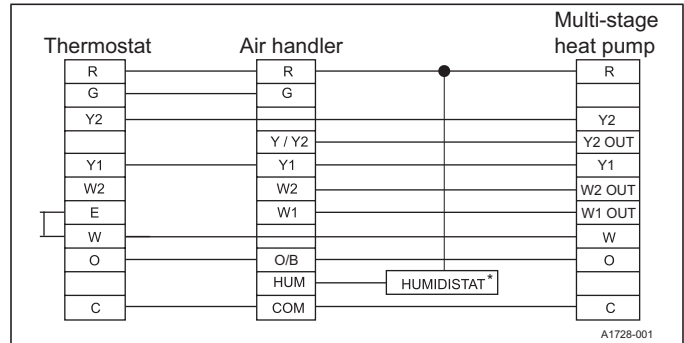 Thermostat Air handler Multi-stage heat pump
R R R
G G
Y2 Y2
Y / Y2 Y2 OUT
Y1 Y1 Y1
W2 W2 W2 OUT
E W1 W1 OUT
W W
O O/B O
HUM HUMIDISTAT*
C COM C
A1728-001